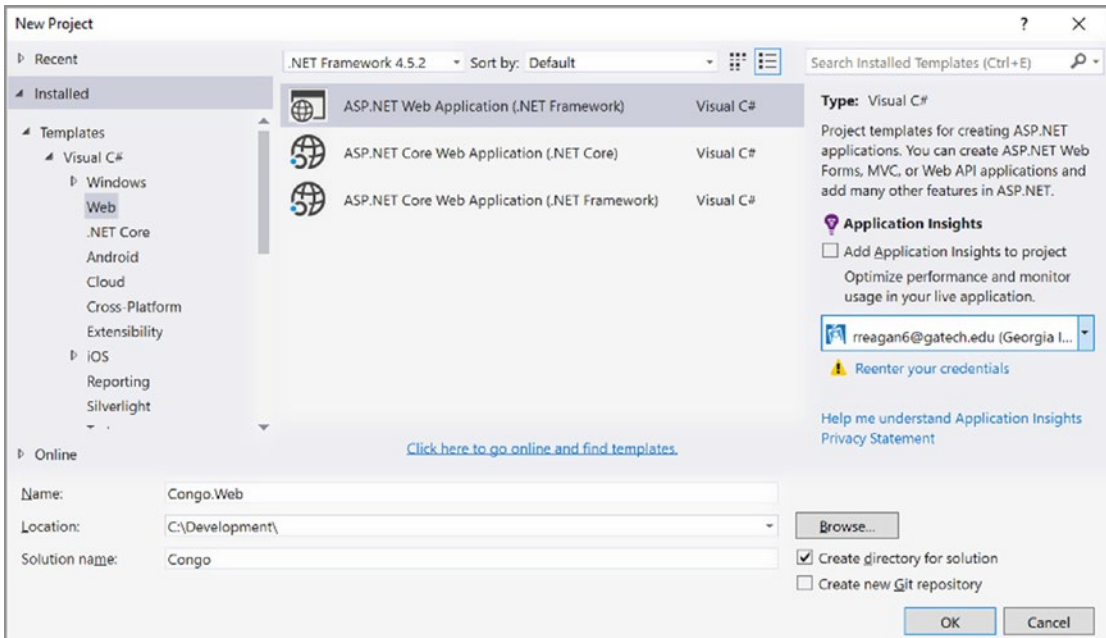 New Project
?
Recent
.NET Framework 4.5.2
Sort by: Default
Search Installed Templates (Ctrl+E)
Installed
Templates
Visual C#
Windows
Web
.NET Core
Android
Cloud
Cross-Platform
Extensibility
iOS
Reporting
Silverlight
Online
ASP.NET Web Application (.NET Framework) Visual C#
ASP.NET Core Web Application (.NET Core) Visual C#
ASP.NET Core Web Application (.NET Framework) Visual C#
Click here to go online and find templates.
Type: Visual C#
Project templates for creating ASP.NET
applications. You can create ASP.NET Web
Forms, MVC, or Web API applications and
add many other features in ASP.NET.
Application Insights
Add Application Insights to project
Optimize performance and monitor
usage in your live application.
rreagan6@gatech.edu (Georgia I...
Reenter your credentials
Help me understand Application Insights
Privacy Statement
Name: Congo.Web
Location: C:\Development\
Browse...
Solution name: Congo
Create directory for solution
Create new Git repository
OK
Cancel